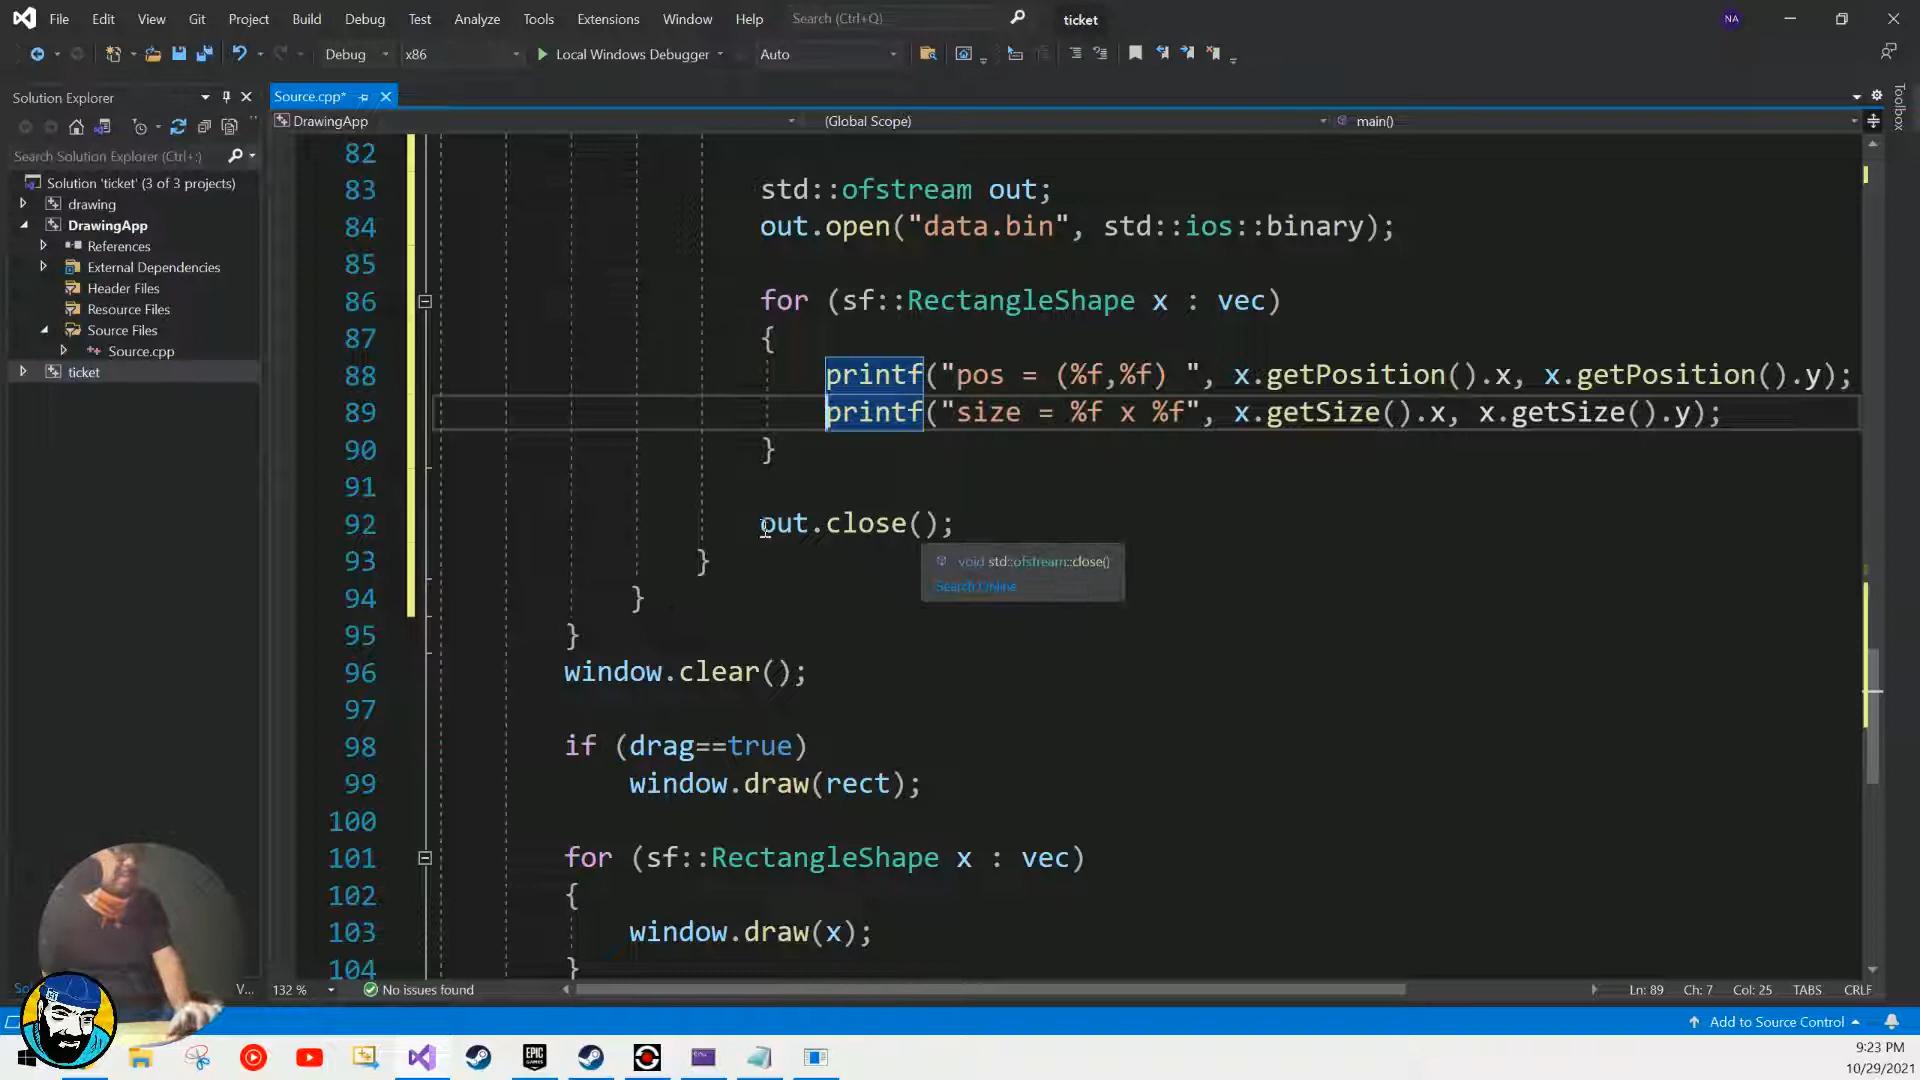 File Edit View Git Project Build Debug Test Analyze Tools Extensions Window Help Search (Ctrl+Q) ticket NA
Debug x86 Local Windows Debugger Auto
Solution Explorer Source.cpp*
DrawingApp (Global Scope) main()
Search Solution Explorer (Ctrl+;)
Solution 'ticket' (3 of 3 projects)
drawing
DrawingApp
References
External Dependencies
Header Files
Resource Files
Source Files
Source.cpp
ticket
Toolbox
82
83 std::ofstream out;
84 out.open("data.bin", std::ios::binary);
85
86 for (sf::RectangleShape x : vec)
87 {
88 printf("pos = (%f,%f) ", x.getPosition().x, x.getPosition().y);
89 printf("size = %f x %f", x.getSize().x, x.getSize().y);
90 }
91
92 out.close();
void std::ofstream::close()
Search Online
93 }
94 }
95 }
96 window.clear();
97
98 if (drag==true)
99 window.draw(rect);
100
101 for (sf::RectangleShape x : vec)
102 {
103 window.draw(x);
104 }
V... 132 % No issues found Ln: 89 Ch: 7 Col: 25 TABS CRLF
Add to Source Control
EPIC GAMES
9:23 PM
10/29/2021